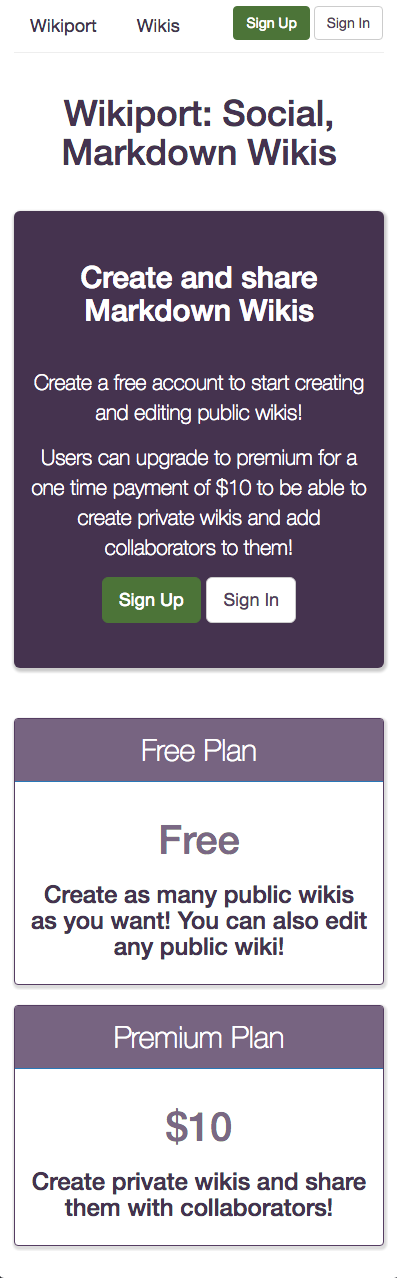 Wikiport Wikis Sign Up Sign In
Wikiport: Social,
Markdown Wikis
Create and share
Markdown Wikis
Create a free account to start creating
and editing public wikis!
Users can upgrade to premium for a
one time payment of $10 to be able to
create private wikis and add
collaborators to them!
Sign Up Sign In
Free Plan
Free
Create as many public wikis
as you want! You can also edit
any public wiki!
Premium Plan
$10
Create private wikis and share
them with collaborators!